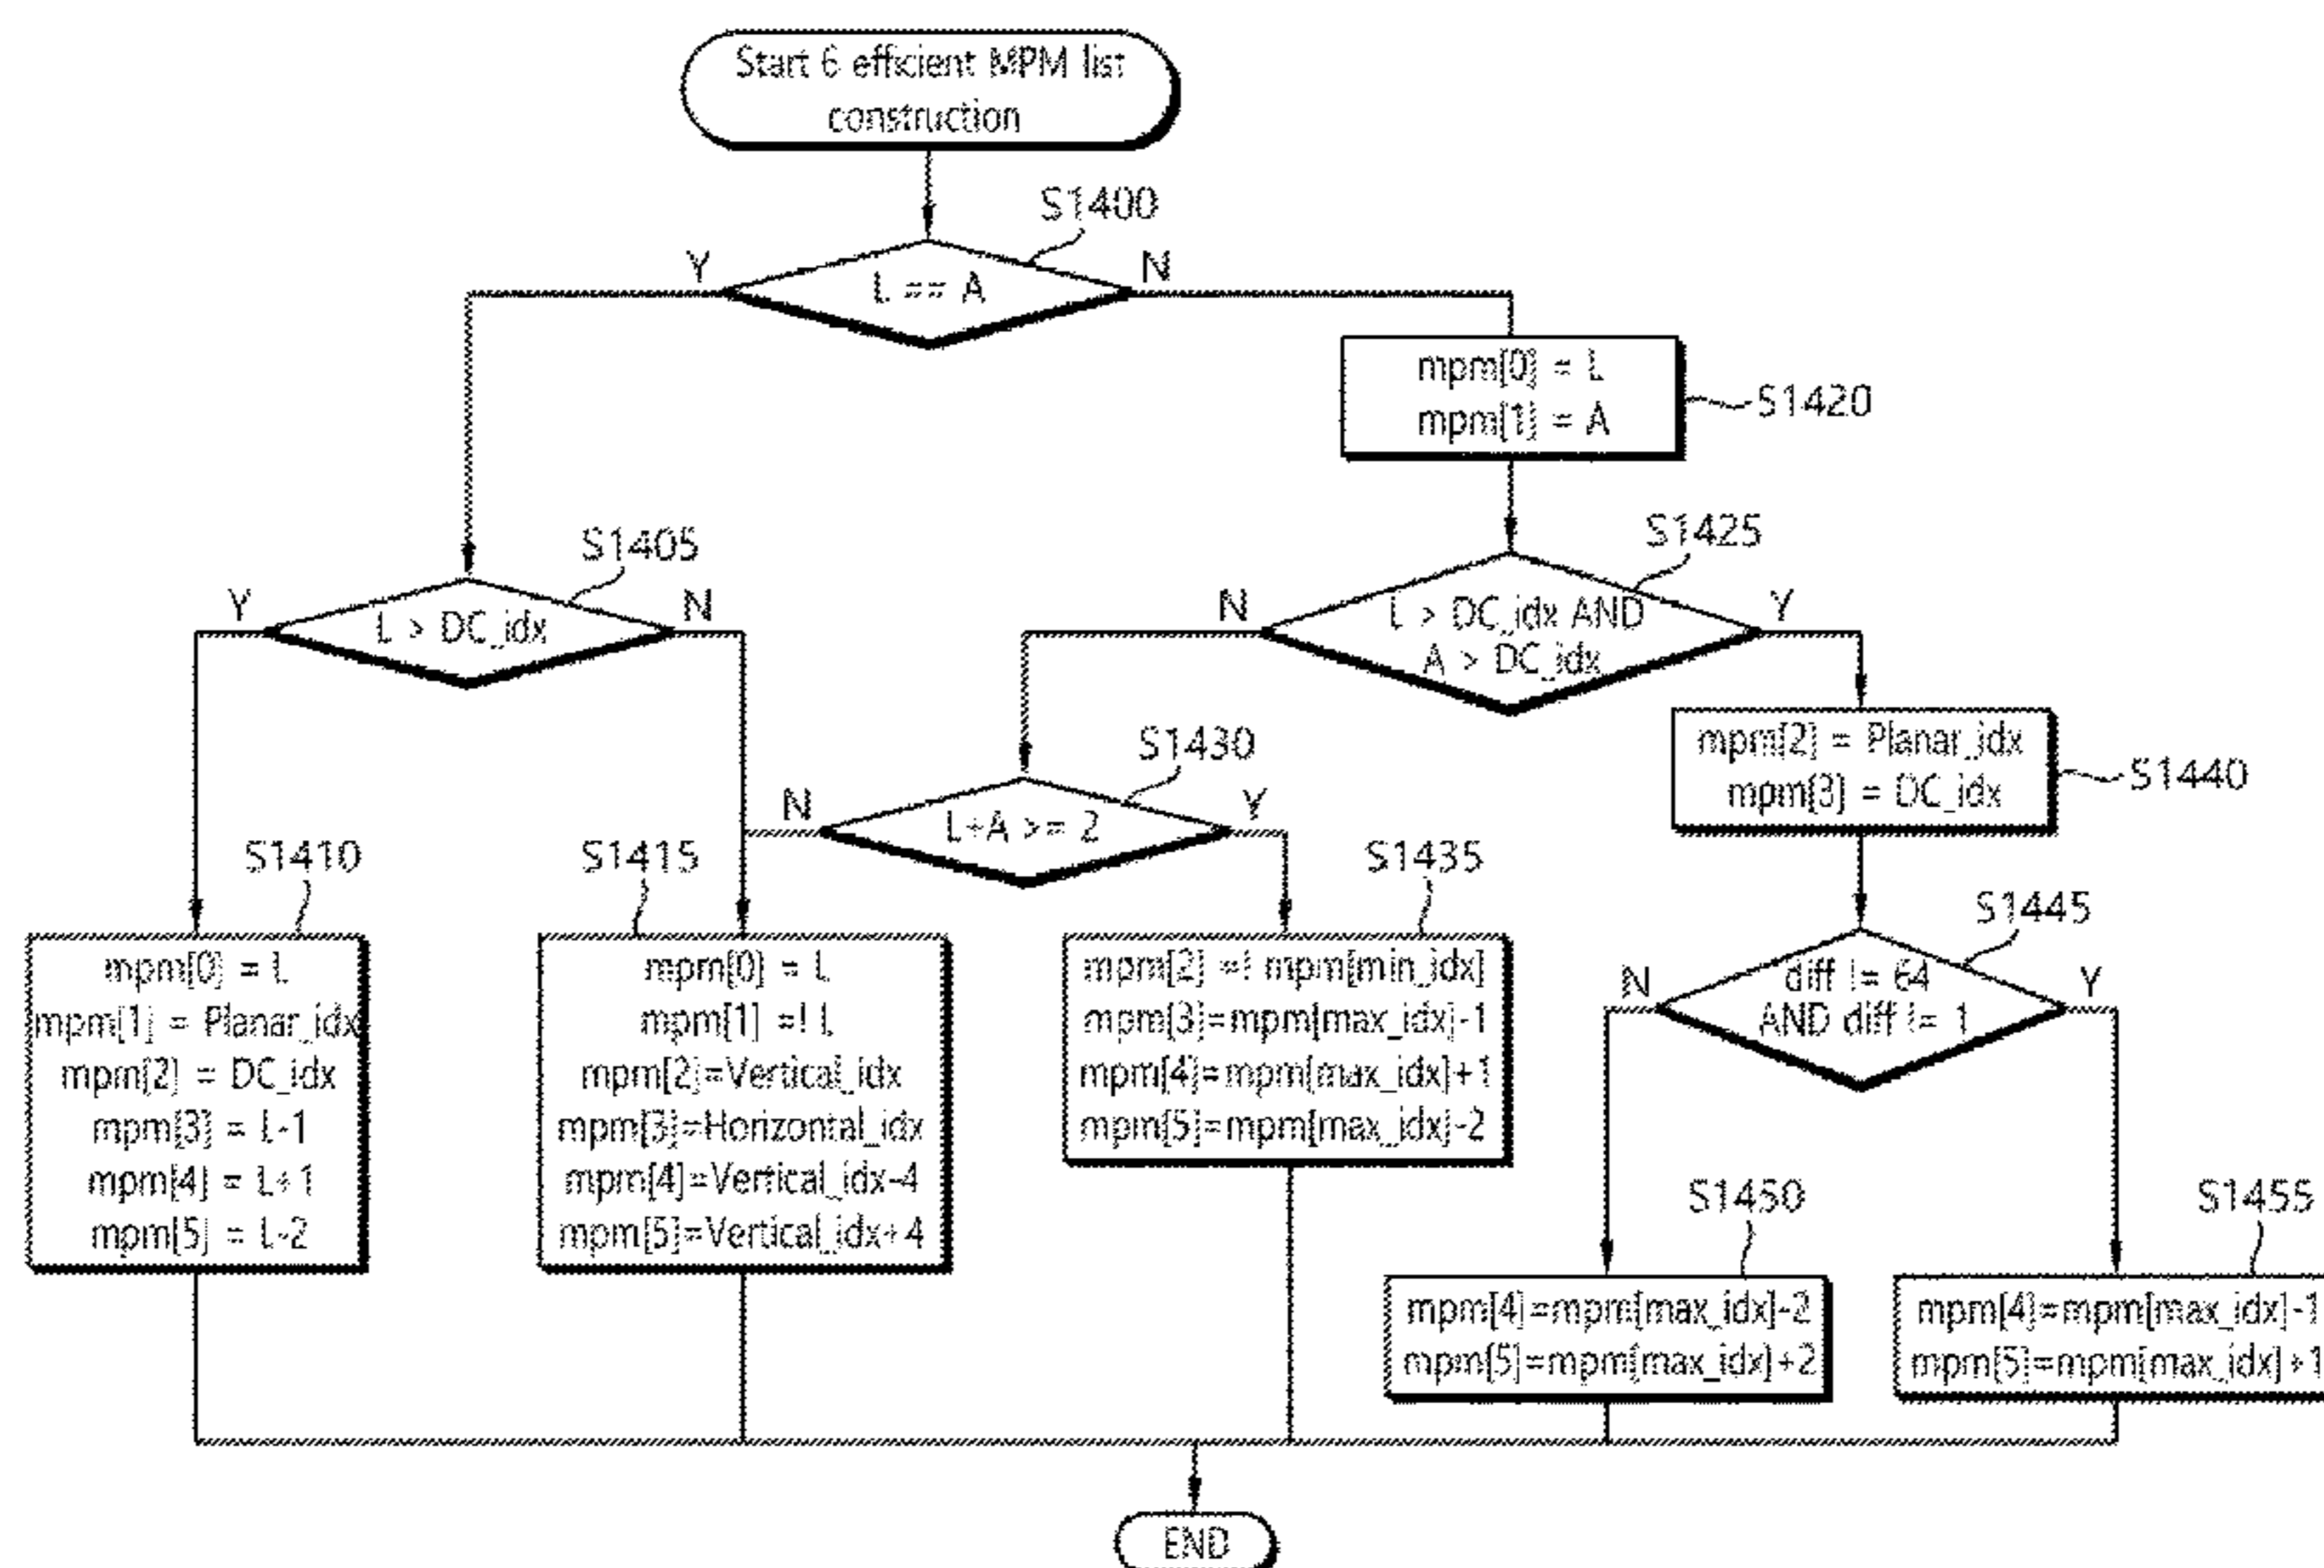 Start 6 efficient MPM list
construction
S1400
Y
L == A
N
mpm[0] = L
mpm[1] = A
S1420
S1405
Y
L > DC_idx
N
S1425
N
L > DC_idx AND
A > DC_idx
Y
S1430
N
L+A >= 2
Y
mpm[2] = Planar_idx
mpm[3] = DC_idx
S1440
S1410
mpm[0] = L
mpm[1] = Planar_idx
mpm[2] = DC_idx
mpm[3] = L-1
mpm[4] = L+1
mpm[5] = L-2
S1415
mpm[0] = L
mpm[1] =! L
mpm[2]=Vertical_idx
mpm[3]=Horizontal_idx
mpm[4]=Vertical_idx-4
mpm[5]=Vertical_idx+4
S1435
mpm[2] =! mpm[min_idx]
mpm[3]=mpm[max_idx]-1
mpm[4]=mpm[max_idx]+1
mpm[5]=mpm[max_idx]-2
S1445
N
diff != 64
AND diff != 1
Y
S1450
mpm[4]=mpm[max_idx]-2
mpm[5]=mpm[max_idx]+2
S1455
mpm[4]=mpm[max_idx]-1
mpm[5]=mpm[max_idx]+1
END